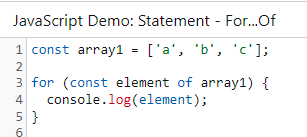 JavaScript Demo: Statement - For...Of
1 const array1 = ['a', 'b', 'c'];
2
3 for (const element of array1) {
4   console.log(element);
5 }
6